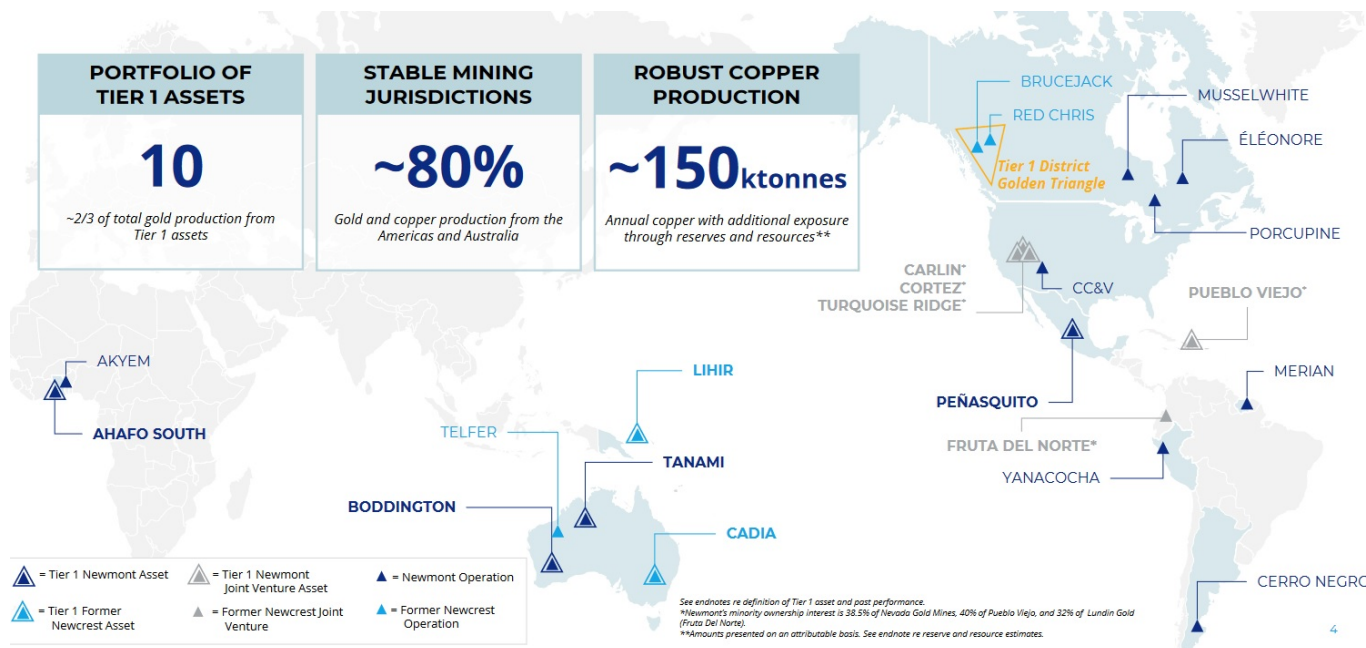 PORTFOLIO OF
TIER 1 ASSETS
10
~2/3 of total gold production from
Tier 1 assets
STABLE MINING
JURISDICTIONS
~80%
Gold and copper production from the
Americas and Australia
ROBUST COPPER
PRODUCTION
~150ktonnes
Annual copper with additional exposure
through reserves and resources**
BRUCEJACK
RED CHRIS
Tier 1 District
Golden Triangle
MUSSELWHITE
ÉLÉONORE
PORCUPINE
CARLIN*
CORTEZ*
TURQUOISE RIDGE*
CC&V
PUEBLO VIEJO*
PEÑASQUITO
MERIAN
FRUTA DEL NORTE*
YANACOCHA
CERRO NEGRO
AKYEM
AHAFO SOUTH
LIHIR
TELFER
TANAMI
BODDINGTON
CADIA
= Tier 1 Newmont Asset
= Tier 1 Newmont
Joint Venture Asset
= Newmont Operation
= Tier 1 Former
Newcrest Asset
= Former Newcrest Joint
Venture
= Former Newcrest
Operation
See endnotes re definition of Tier 1 asset and past performance.
*Newmont's minority ownership interest is 38.5% of Nevada Gold Mines, 40% of Pueblo Viejo, and 32% of Lundin Gold
(Fruta Del Norte).
**Amounts presented on an attributable basis. See endnote re reserve and resource estimates.
4